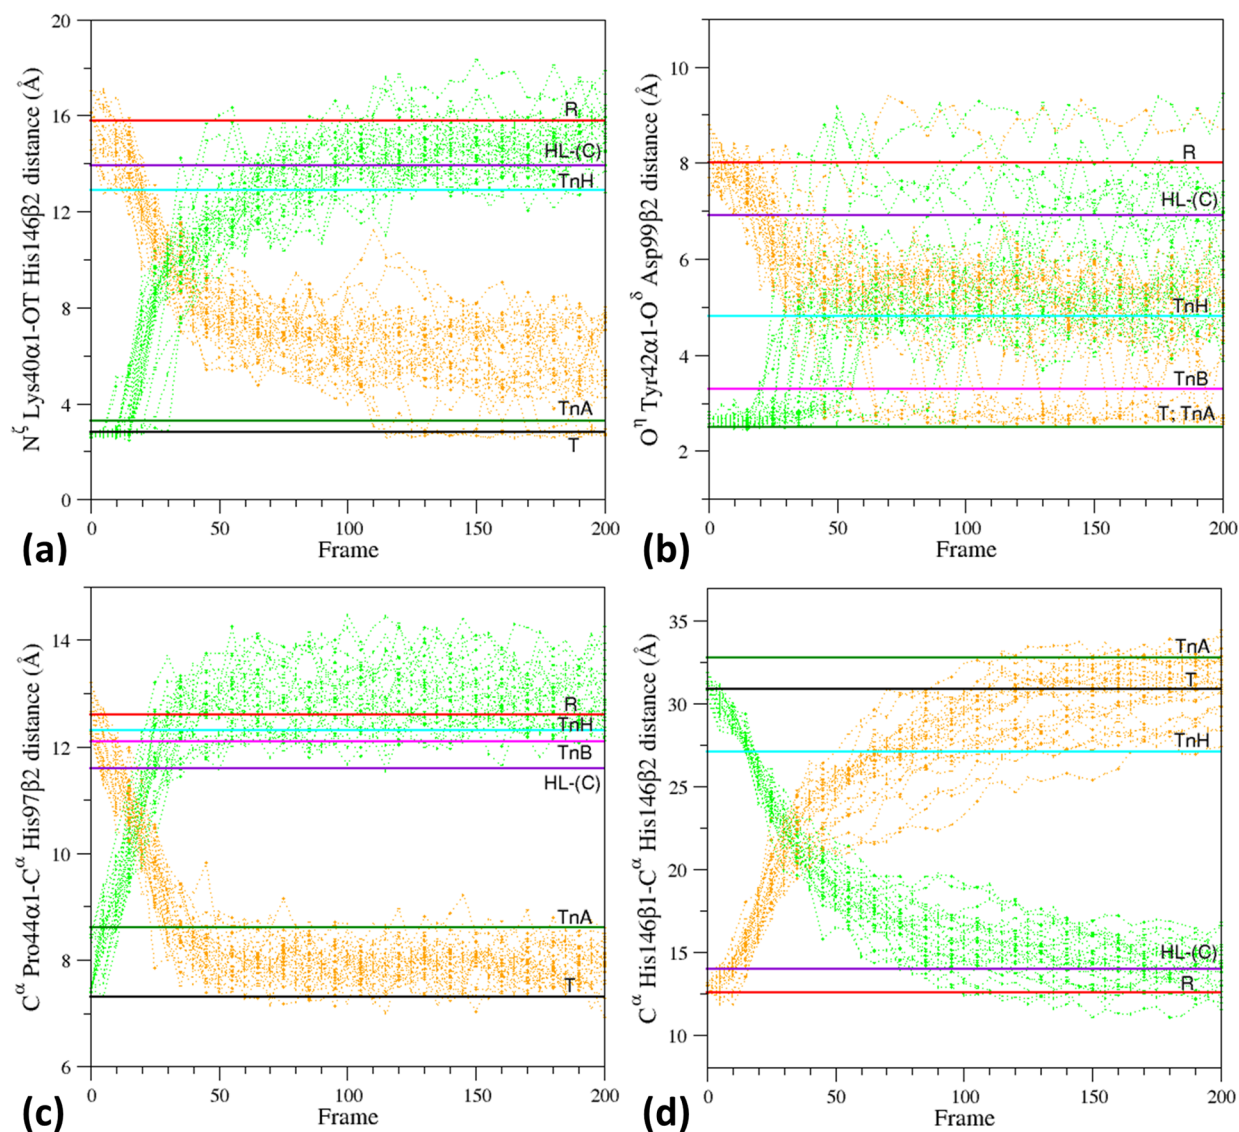 Nζ Lys40α1-OT His146β2 distance (Å)
20
16
12
8
4
0
R
HL-(C)
TnH
TnA
T
0 50 100 150 200
Frame
(a)
Oη Tyr42α1-Oδ Asp99β2 distance (Å)
10
8
6
4
2
R
HL-(C)
TnH
TnB
T; TnA
0 50 100 150 200
Frame
(b)
Cα Pro44α1-Cα His97β2 distance (Å)
14
12
10
8
6
R
TnH
TnB
HL-(C)
TnA
T
0 50 100 150 200
Frame
(c)
Cα His146β1-Cα His146β2 distance (Å)
35
30
25
20
15
10
TnA
T
TnH
HL-(C)
R
0 50 100 150 200
Frame
(d)